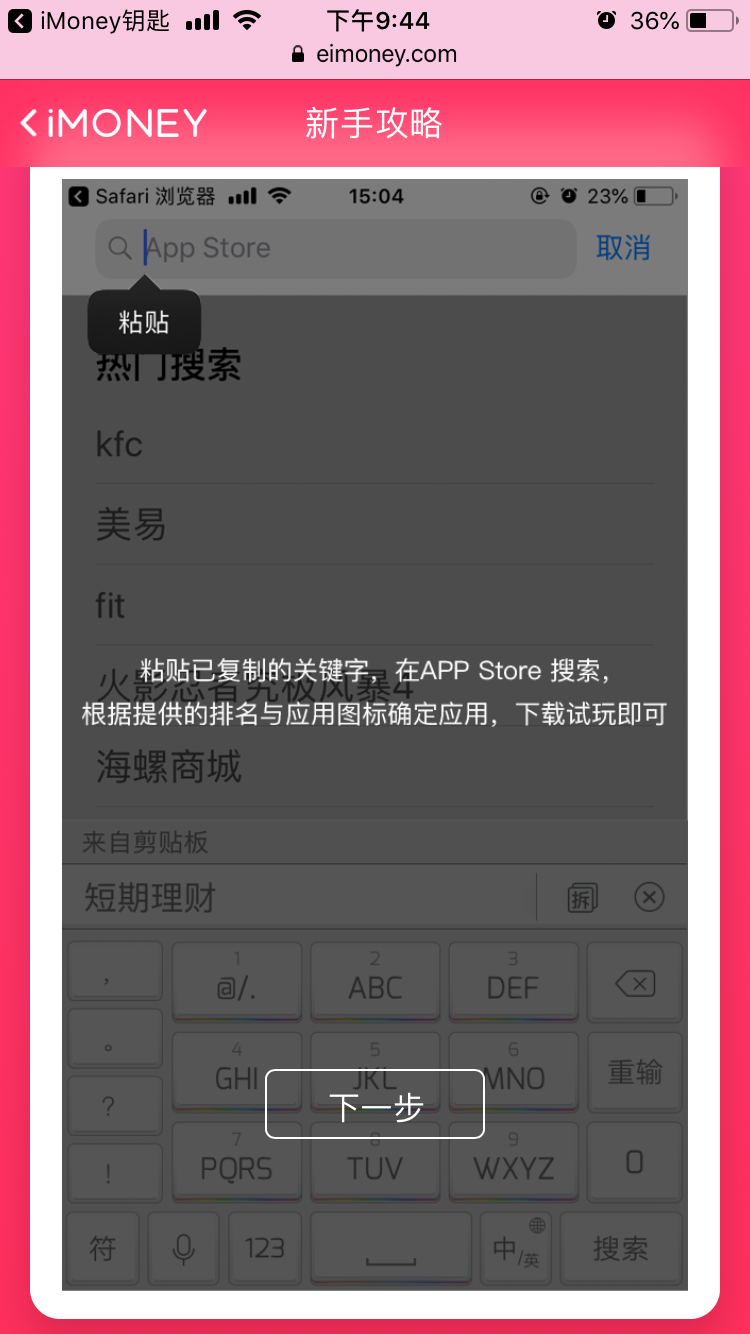 iMoney钥匙 下午9:44 36%
eimoney.com
iMONEY 新手攻略
Safari 浏览器 15:04 23%
App Store 取消
粘贴
热门搜索
kfc
美易
fit
火影忍者究极风暴4
粘贴已复制的关键字，在APP Store 搜索，
根据提供的排名与应用图标确定应用，下载试玩即可
海螺商城
来自剪贴板
短期理财 拆
， 1 @/. 2 ABC 3 DEF
。 4 GHI 5 JKL 6 MNO 重输
？
下一步
！ 7 PQRS 8 TUV 9 WXYZ 0
符 123 中/英 搜索